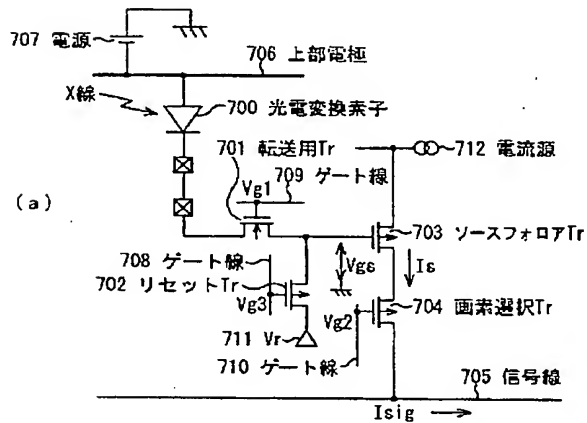 707 電源
706 上部電極
X線
700 光電変換素子
701 転送用Tr
712 電流源
709 ゲート線
Vg1
(a)
703 ソースフォロアTr
708 ゲート線
Vgs
Is
702 リセットTr
Vg3
Vg2
704 画素選択Tr
711 Vr
710 ゲート線
705 信号線
Isig